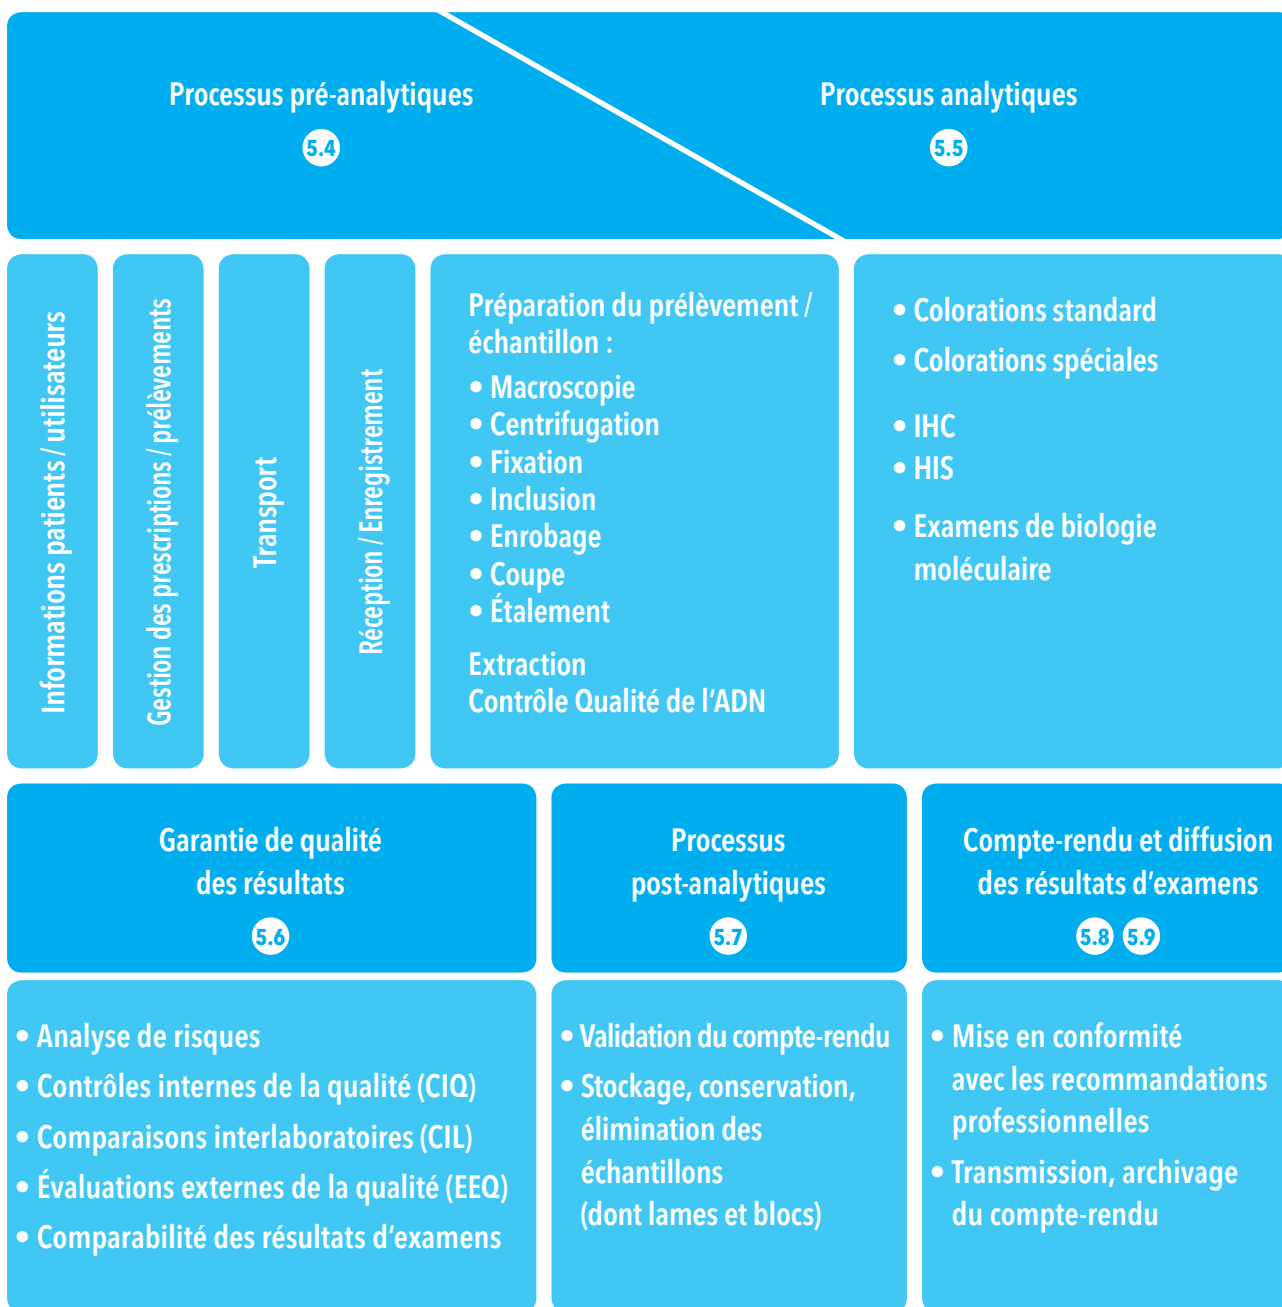 Processus pré-analytiques
5.4
Processus analytiques
5.5
Informations patients / utilisateurs
Gestion des prescriptions / prélèvements
Transport
Réception / Enregistrement
Préparation du prélèvement /
échantillon :
• Macroscopie
• Centrifugation
• Fixation
• Inclusion
• Enrobage
• Coupe
• Étalement
Extraction
Contrôle Qualité de l'ADN
• Colorations standard
• Colorations spéciales
• IHC
• HIS
• Examens de biologie
moléculaire
Garantie de qualité
des résultats
5.6
Processus
post-analytiques
5.7
Compte-rendu et diffusion
des résultats d'examens
5.8 5.9
• Analyse de risques
• Contrôles internes de la qualité (CIQ)
• Comparaisons interlaboratoires (CIL)
• Évaluations externes de la qualité (EEQ)
• Comparabilité des résultats d'examens
• Validation du compte-rendu
• Stockage, conservation,
élimination des
échantillons
(dont lames et blocs)
• Mise en conformité
avec les recommandations
professionnelles
• Transmission, archivage
du compte-rendu